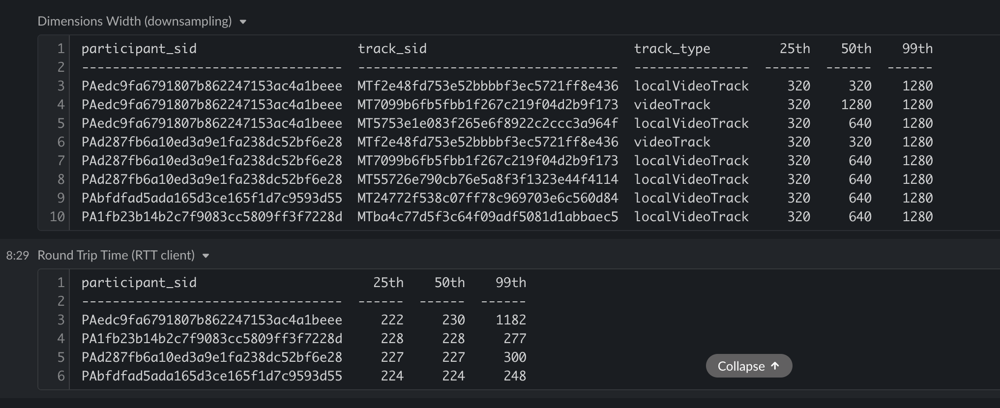 Dimensions Width (downsampling)
1 participant_sid track_sid track_type 25th 50th 99th
2 ---------------------------------- ---------------------------------- --------------- ------ ------ ------
3 PAedc9fa6791807b862247153ac4a1beee MTf2e48fd753e52bbbbf3ec5721ff8e436 localVideoTrack 320 320 1280
4 PAedc9fa6791807b862247153ac4a1beee MT7099b6fb5fbb1f267c219f04d2b9f173 videoTrack 320 1280 1280
5 PAedc9fa6791807b862247153ac4a1beee MT5753e1e083f265e6f8922c2ccc3a964f localVideoTrack 320 640 1280
6 PAd287fb6a10ed3a9e1fa238dc52bf6e28 MTf2e48fd753e52bbbbf3ec5721ff8e436 videoTrack 320 320 1280
7 PAd287fb6a10ed3a9e1fa238dc52bf6e28 MT7099b6fb5fbb1f267c219f04d2b9f173 localVideoTrack 320 640 1280
8 PAd287fb6a10ed3a9e1fa238dc52bf6e28 MT55726e790cb76e5a8f3f1323e44f4114 localVideoTrack 320 640 1280
9 PAbfdfad5ada165d3ce165f1d7c9593d55 MT24772f538c07ff78c969703e6c560d84 localVideoTrack 320 640 1280
10 PA1fb23b14b2c7f9083cc5809ff3f7228d MTba4c77d5f3c64f09adf5081d1abbaec5 localVideoTrack 320 640 1280
8:29 Round Trip Time (RTT client)
1 participant_sid 25th 50th 99th
2 ---------------------------------- ------ ------ ------
3 PAedc9fa6791807b862247153ac4a1beee 222 230 1182
4 PA1fb23b14b2c7f9083cc5809ff3f7228d 228 228 277
5 PAd287fb6a10ed3a9e1fa238dc52bf6e28 227 227 300
6 PAbfdfad5ada165d3ce165f1d7c9593d55 224 224 248
Collapse ↑